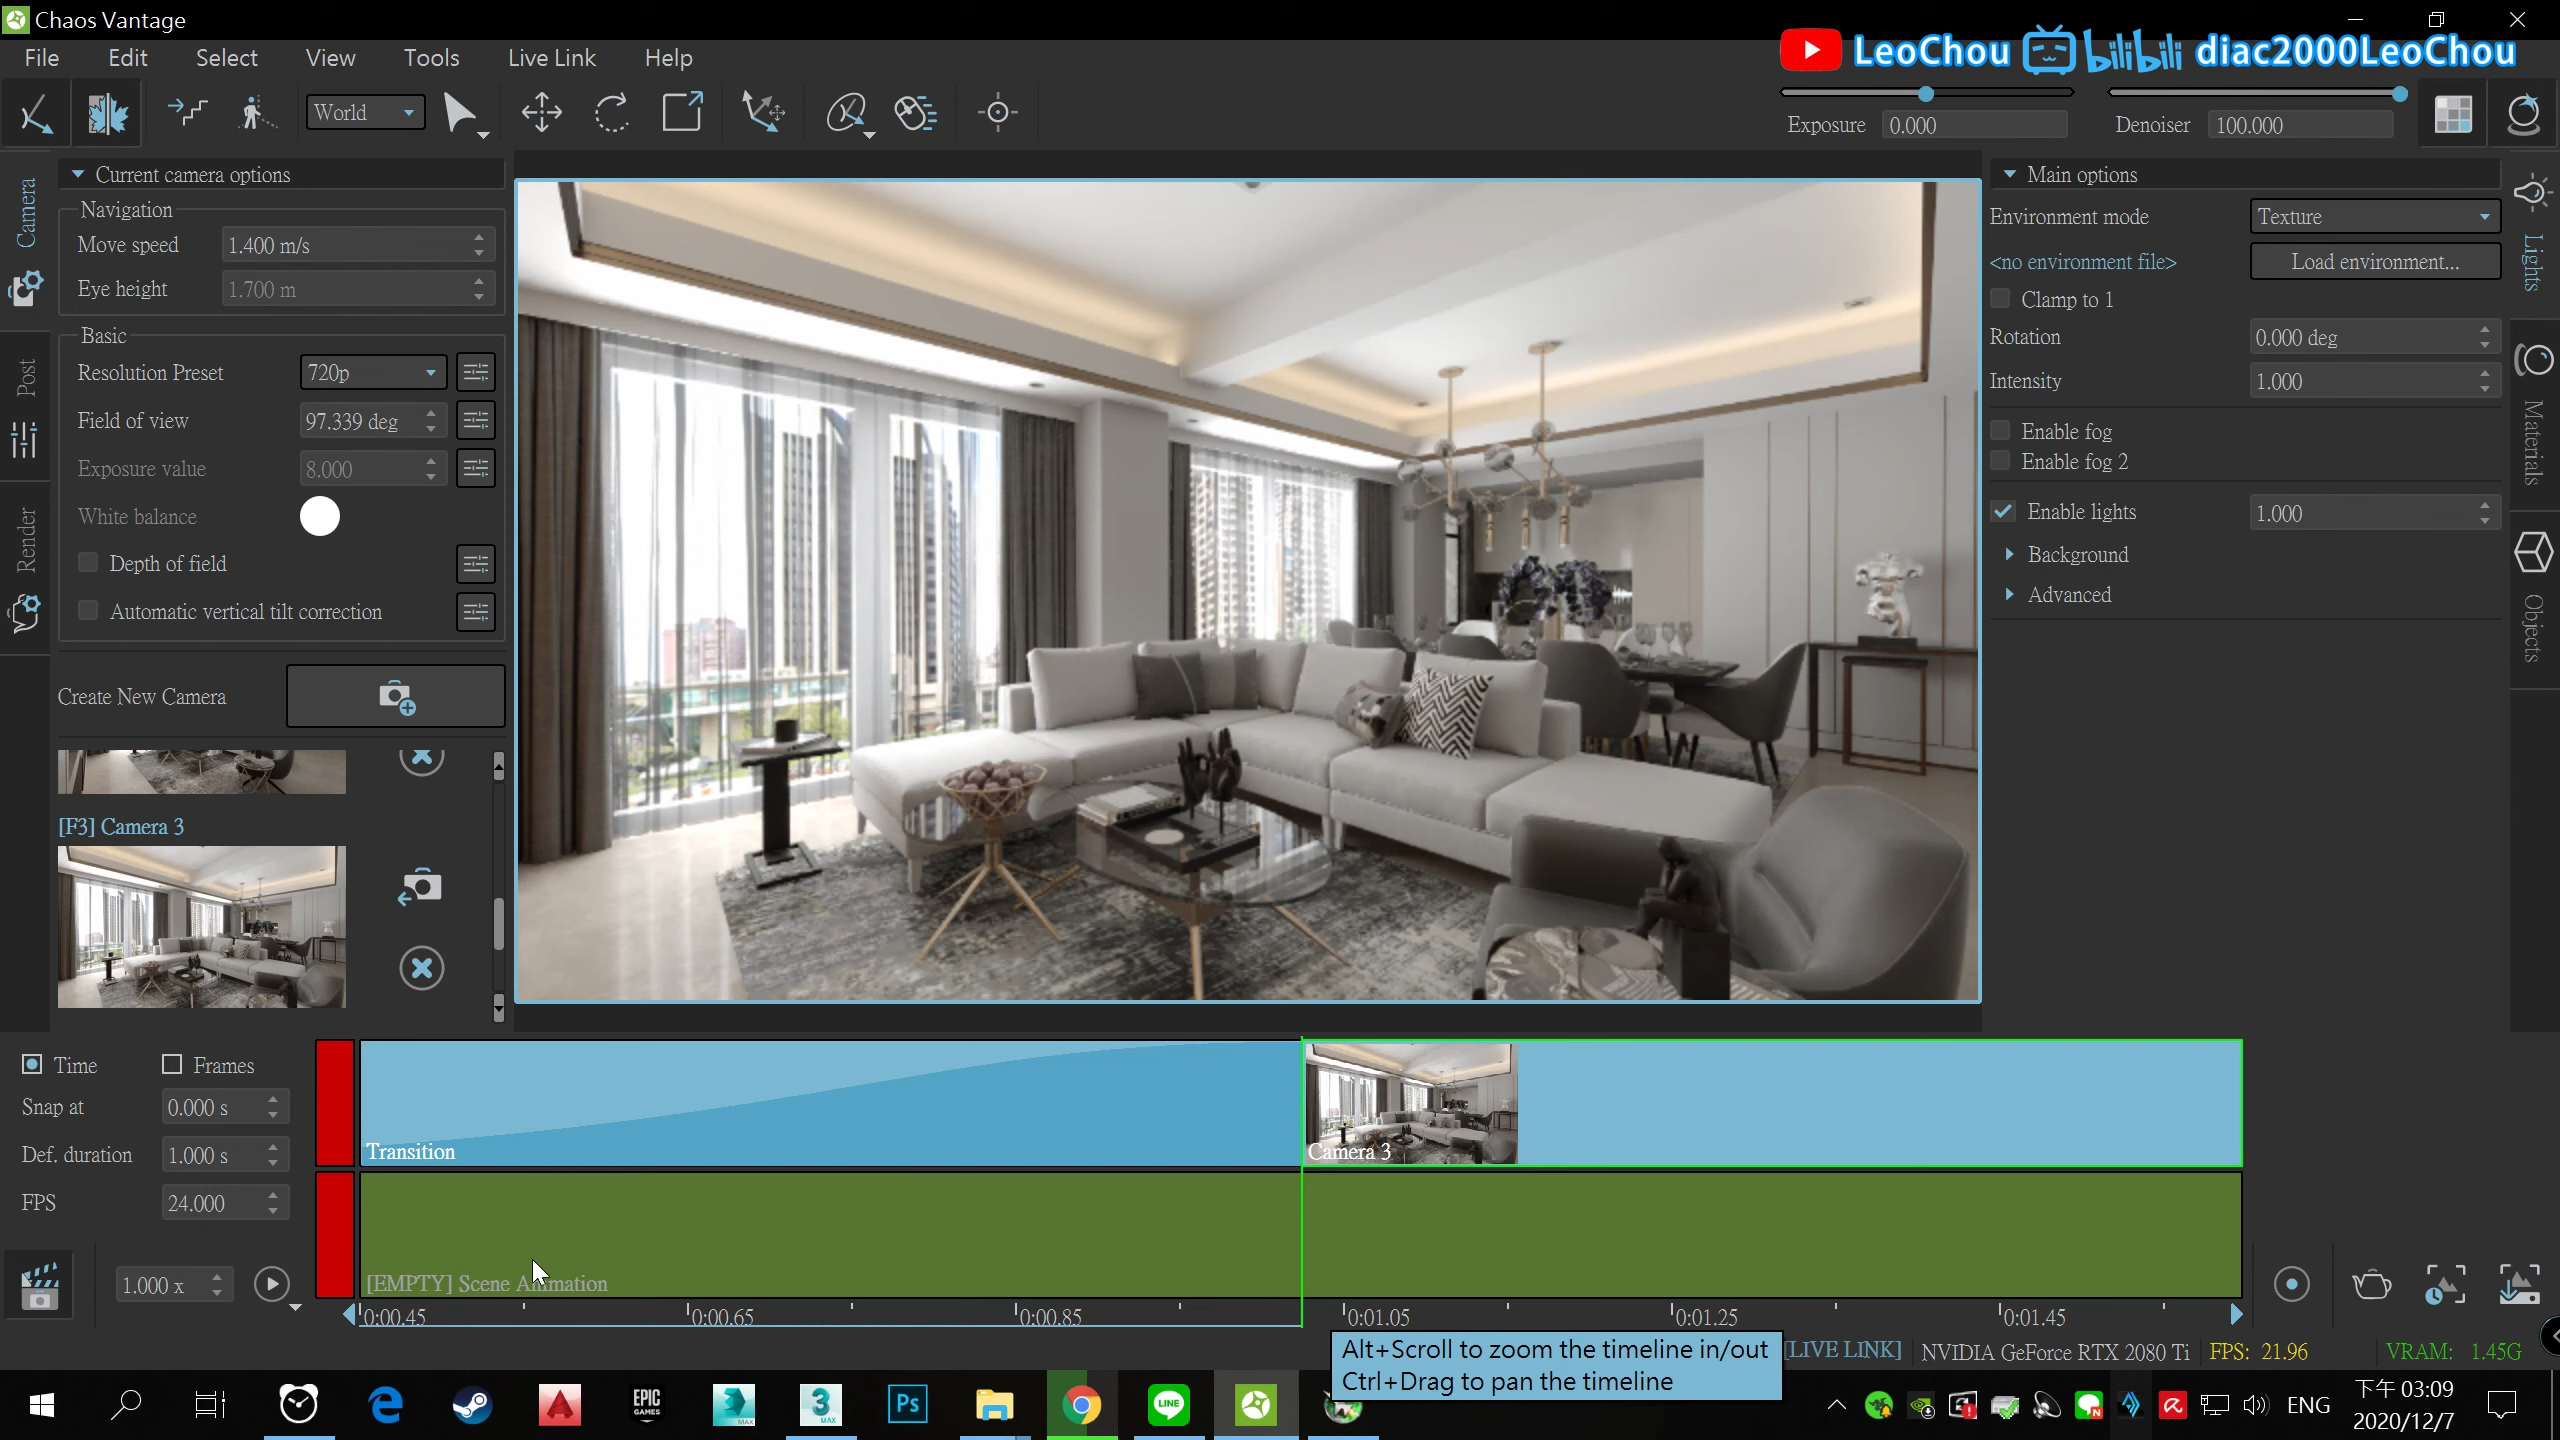 Chaos Vantage
File Edit Select View Tools Live Link Help
LeoChou bilibili diac2000LeoChou
World
Exposure 0.000 Denoiser 100.000
Camera
Post
Render
Current camera options
Navigation
Move speed 1.400 m/s
Eye height 1.700 m
Basic
Resolution Preset 720p
Field of view 97.339 deg
Exposure value 8.000
White balance
Depth of field
Automatic vertical tilt correction
Create New Camera
[F3] Camera 3
Main options
Environment mode Texture
<no environment file> Load environment...
Clamp to 1
Rotation 0.000 deg
Intensity 1.000
Enable fog
Enable fog 2
Enable lights 1.000
Background
Advanced
Lights
Materials
Objects
Time Frames
Snap at 0.000 s
Def. duration 1.000 s
FPS 24.000
1.000 x
Transition
Camera 3
[EMPTY] Scene Animation
0:00.45 0:00.65 0:00.85 0:01.05 0:01.25 0:01.45
Alt+Scroll to zoom the timeline in/out
Ctrl+Drag to pan the timeline
[LIVE LINK] NVIDIA GeForce RTX 2080 Ti FPS: 21.96 VRAM: 1.45G
EPIC
GAMES
MAX
3
MAX
Ps
LINE
ENG
下午 03:09
2020/12/7